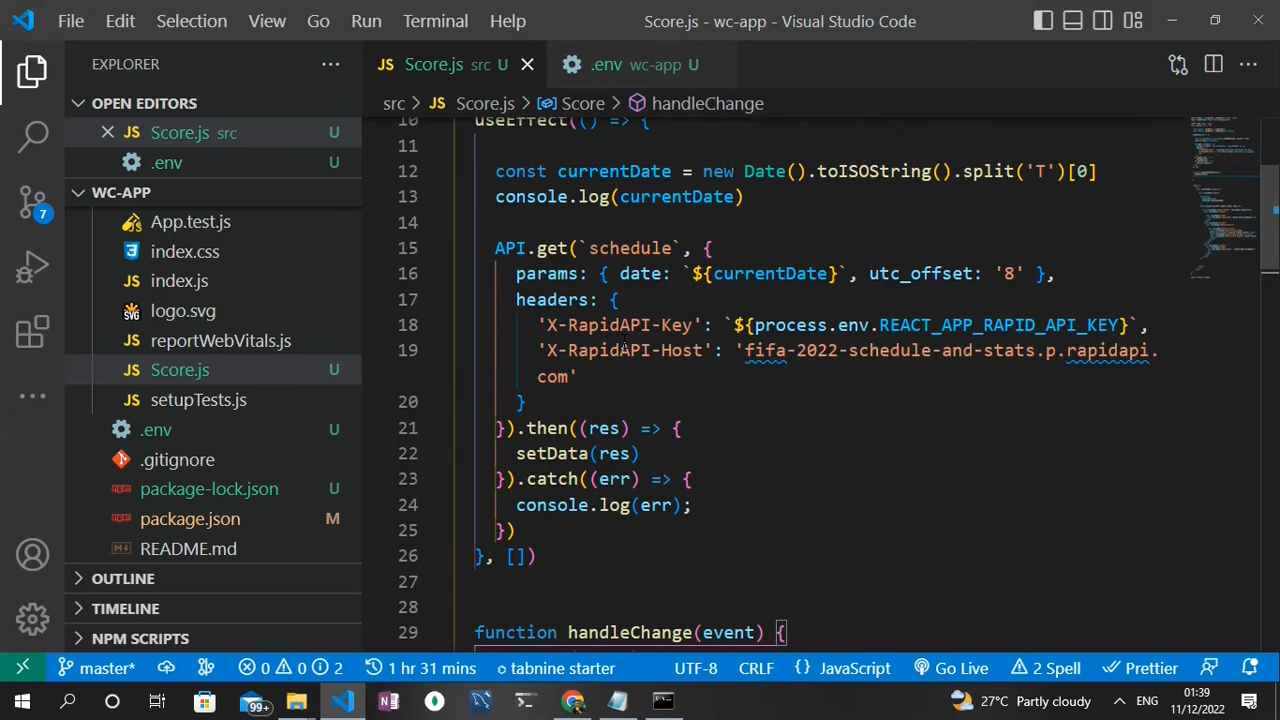 File Edit Selection View Go Run Terminal Help Score.js - wc-app - Visual Studio Code
EXPLORER
JS Score.js src U
.env wc-app U
src > JS Score.js > Score > handleChange
OPEN EDITORS
JS Score.js src U
.env U
WC-APP
App.test.js
index.css
JS index.js
logo.svg
JS reportWebVitals.js
JS Score.js U
JS setupTests.js
.env U
.gitignore
package-lock.json U
package.json M
README.md
OUTLINE
TIMELINE
NPM SCRIPTS
7
10 useEffect(() => {
11
12 const currentDate = new Date().toISOString().split('T')[0]
13 console.log(currentDate)
14
15 API.get(`schedule`, {
16 params: { date: `${currentDate}`, utc_offset: '8' },
17 headers: {
18 'X-RapidAPI-Key': `${process.env.REACT_APP_RAPID_API_KEY}`,
19 'X-RapidAPI-Host': 'fifa-2022-schedule-and-stats.p.rapidapi.
com'
20 }
21 }).then((res) => {
22 setData(res)
23 }).catch((err) => {
24 console.log(err);
25 })
26 }, [])
27
28
29 function handleChange(event) {
master* 0 0 2 1 hr 31 mins tabnine starter UTF-8 CRLF {} JavaScript Go Live 2 Spell Prettier
99+ 27°C Partly cloudy ENG 01:39
11/12/2022